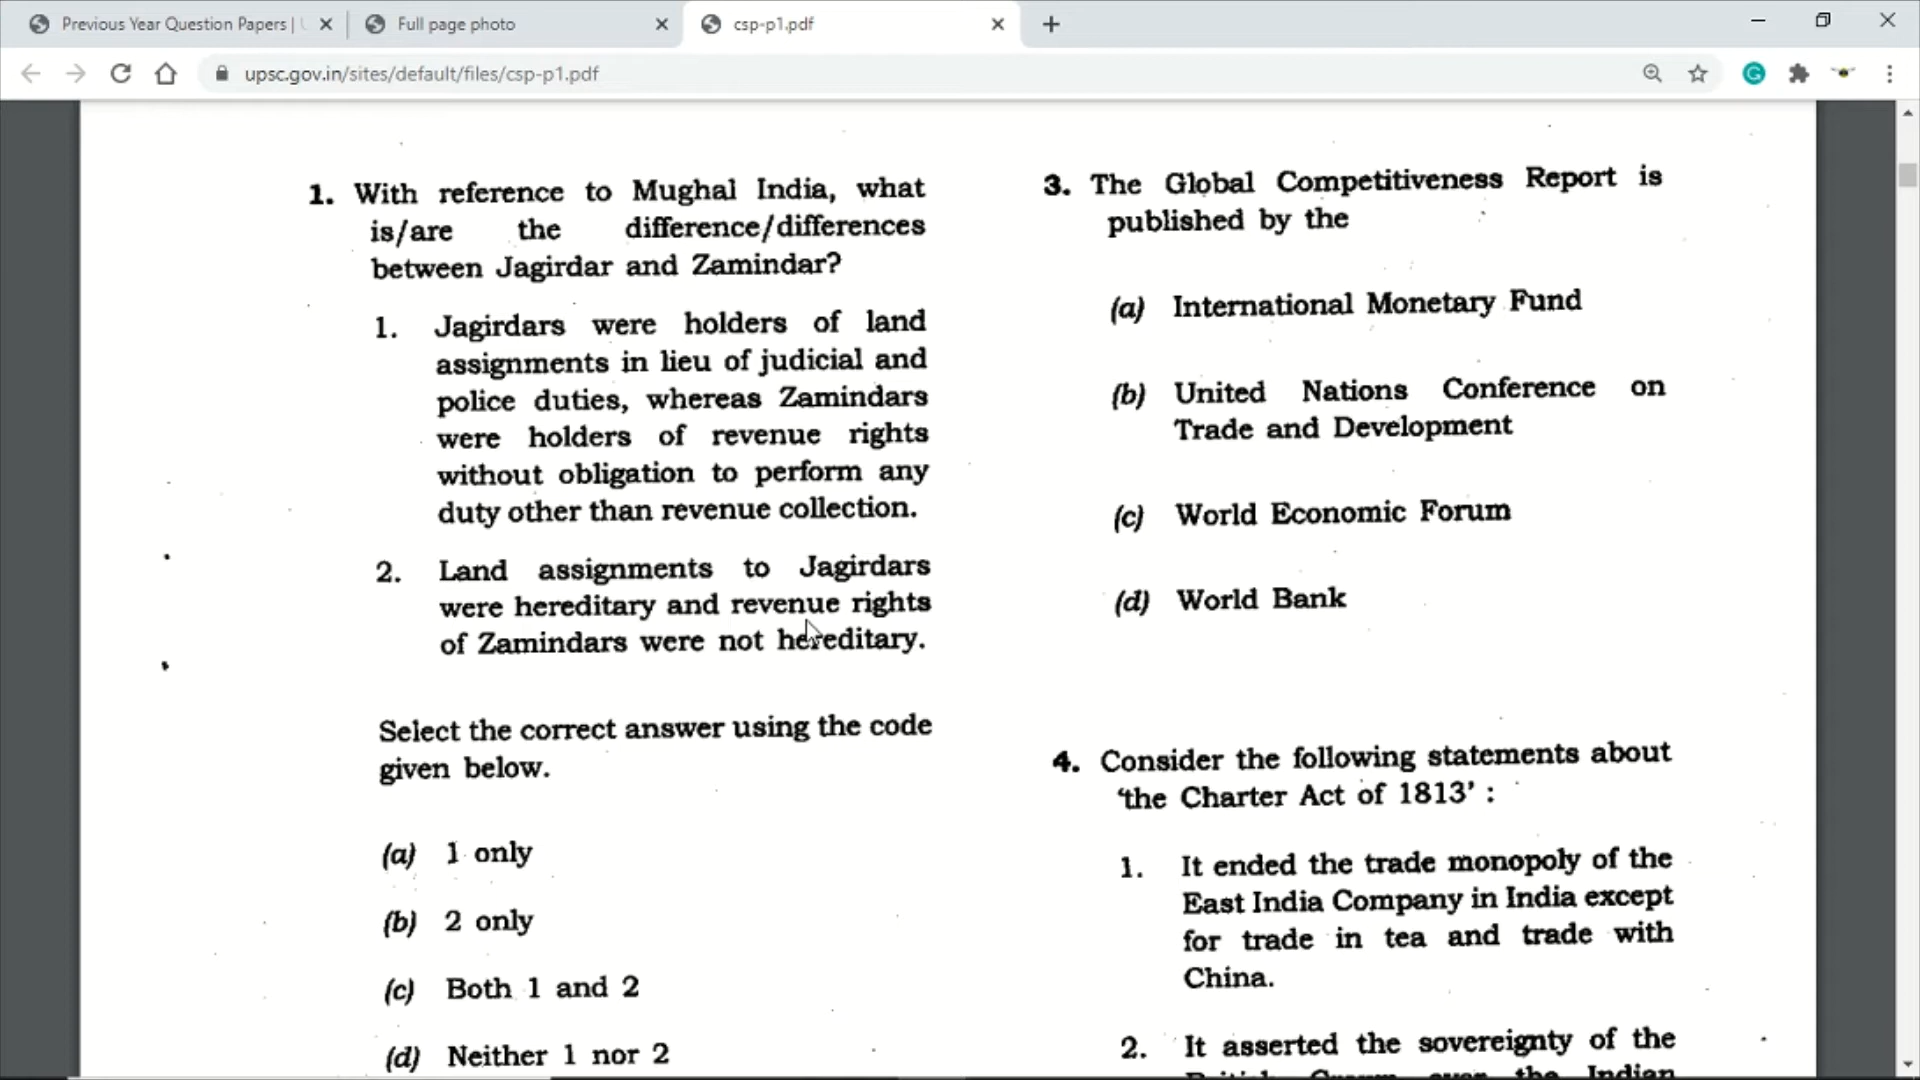 Previous Year Question Papers |
Full page photo
csp-p1.pdf
upsc.gov.in/sites/default/files/csp-p1.pdf
1. With reference to Mughal India, what
is/are the difference/differences
between Jagirdar and Zamindar?
1. Jagirdars were holders of land
assignments in lieu of judicial and
police duties, whereas Zamindars
were holders of revenue rights
without obligation to perform any
duty other than revenue collection.
2. Land assignments to Jagirdars
were hereditary and revenue rights
of Zamindars were not hereditary.
Select the correct answer using the code
given below.
(a) 1 only
(b) 2 only
(c) Both 1 and 2
(d) Neither 1 nor 2
3. The Global Competitiveness Report is
published by the
(a) International Monetary Fund
(b) United Nations Conference on
Trade and Development
(c) World Economic Forum
(d) World Bank
4. Consider the following statements about
'the Charter Act of 1813' :
1. It ended the trade monopoly of the
East India Company in India except
for trade in tea and trade with
China.
2. It asserted the sovereignty of the